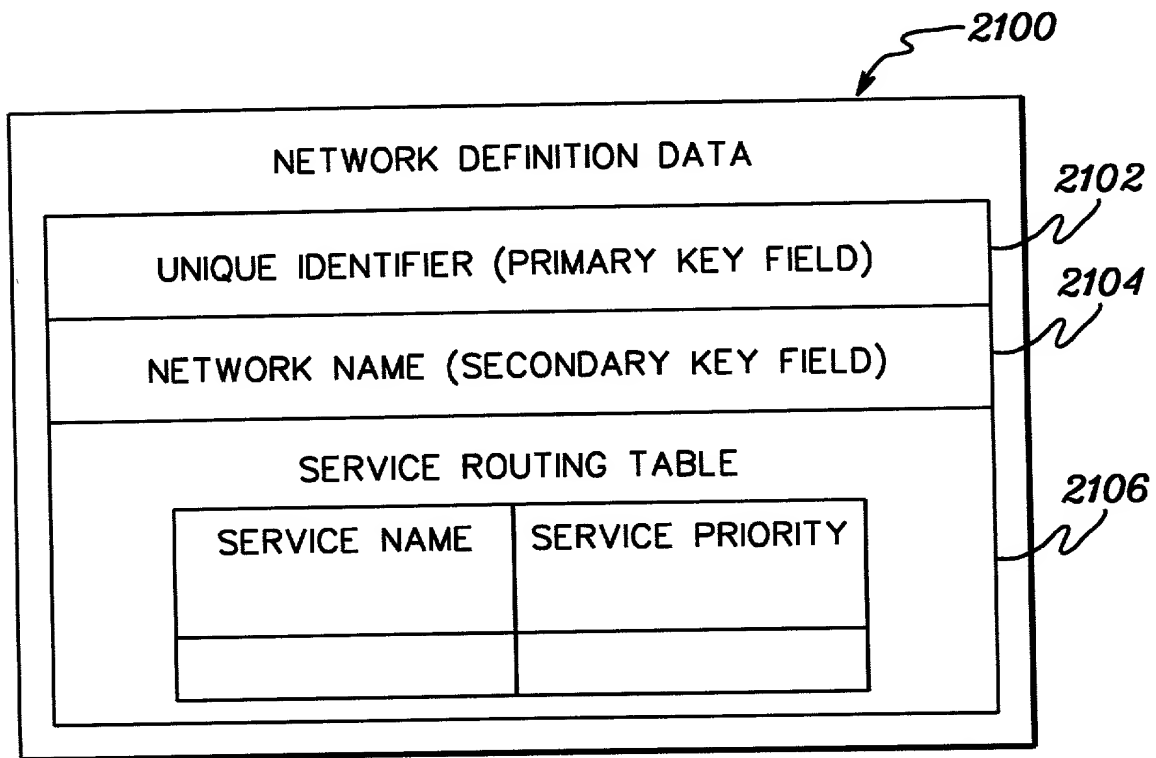 2100
NETWORK DEFINITION DATA
2102
UNIQUE IDENTIFIER (PRIMARY KEY FIELD)
2104
NETWORK NAME (SECONDARY KEY FIELD)
SERVICE ROUTING TABLE
2106
SERVICE NAME
SERVICE PRIORITY